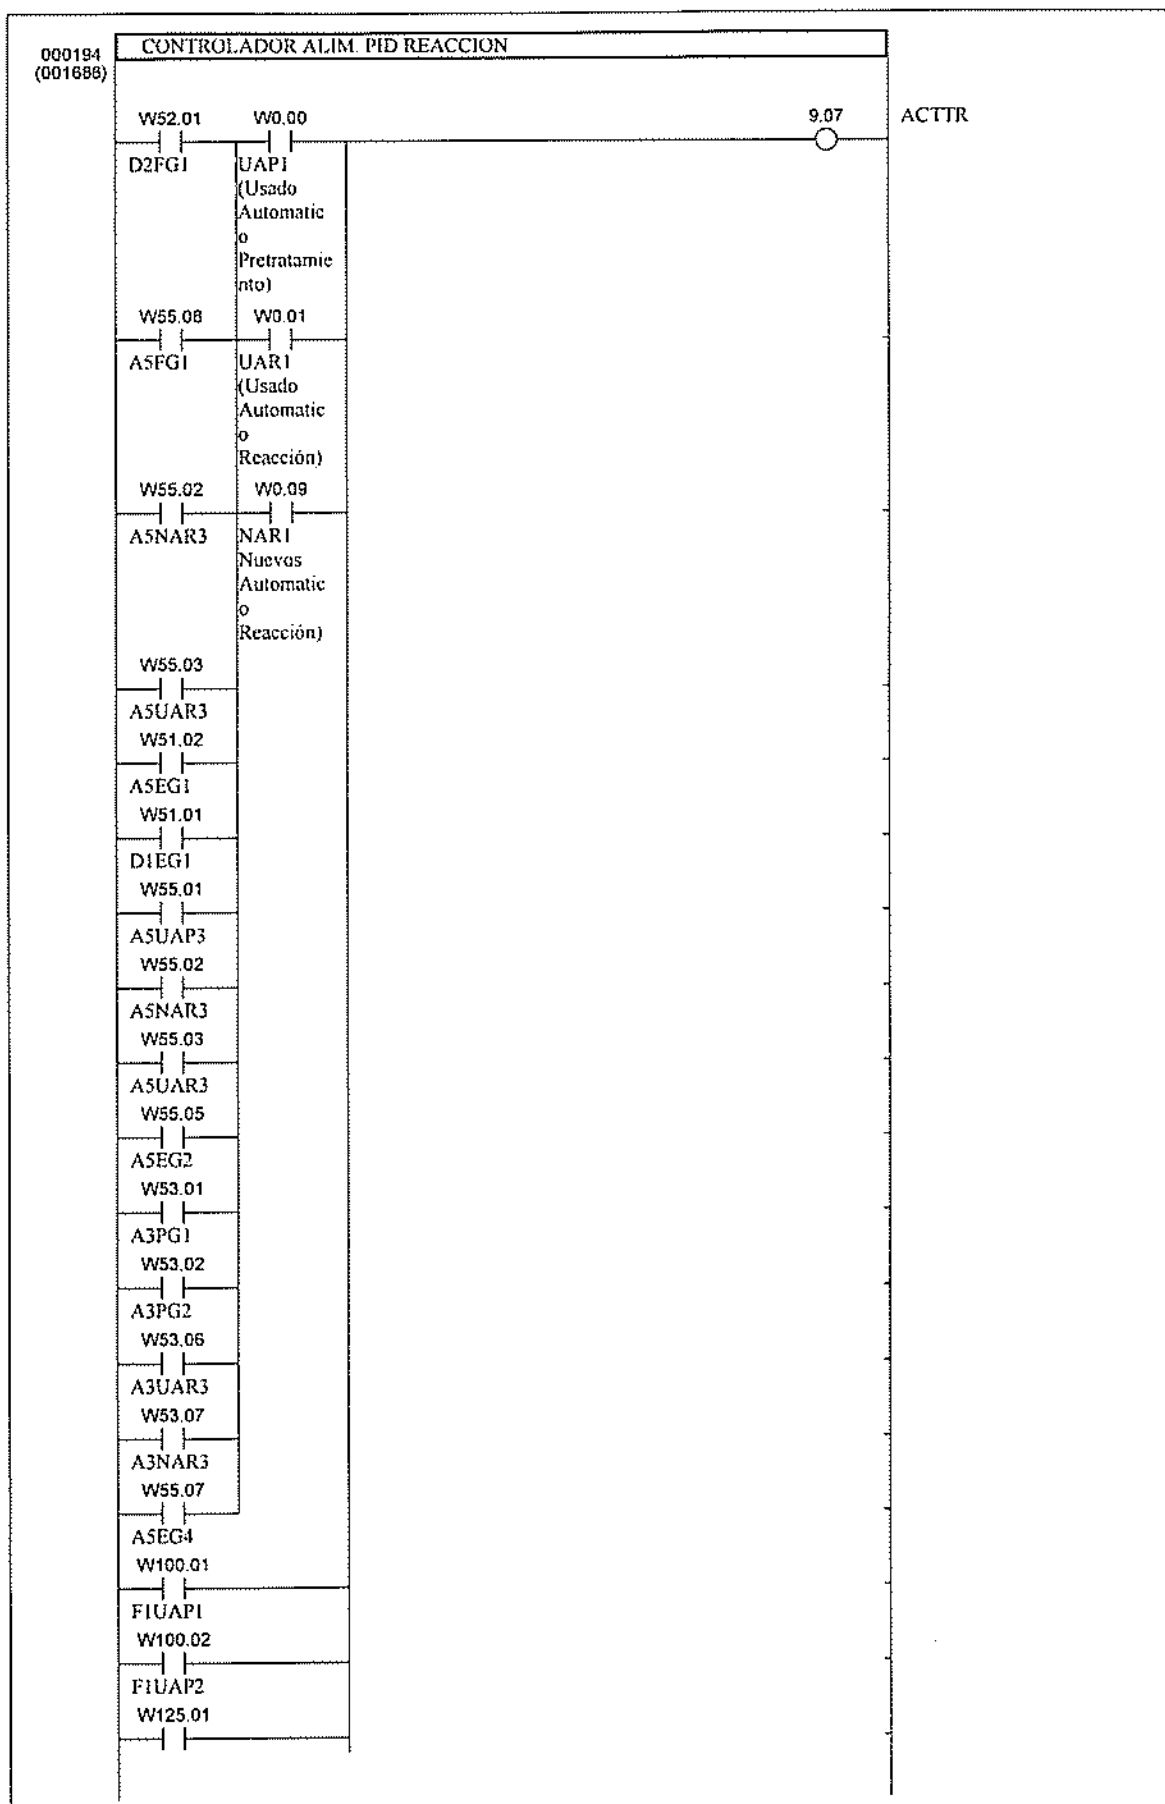 000194
(001686)
CONTROLADOR ALIM. PID REACCION
W52.01 W0.00 9.07 ACTTR
D2FG1 UAP1
(Usado
Automatic
o
Pretratamie
nto)
W55.08 W0.01
A5FG1 UAR1
(Usado
Automatic
o
Reacción)
W55.02 W0.09
A5NAR3 NAR1
Nuevos
Automatic
o
Reacción)
W55.03
A5UAR3
W51.02
A5EG1
W51.01
D1EG1
W55.01
A5UAP3
W55.02
A5NAR3
W55.03
A5UAR3
W55.05
A5EG2
W53.01
A3PG1
W53.02
A3PG2
W53.06
A3UAR3
W53.07
A3NAR3
W55.07
A5EG4
W100.01
F1UAP1
W100.02
F1UAP2
W125.01